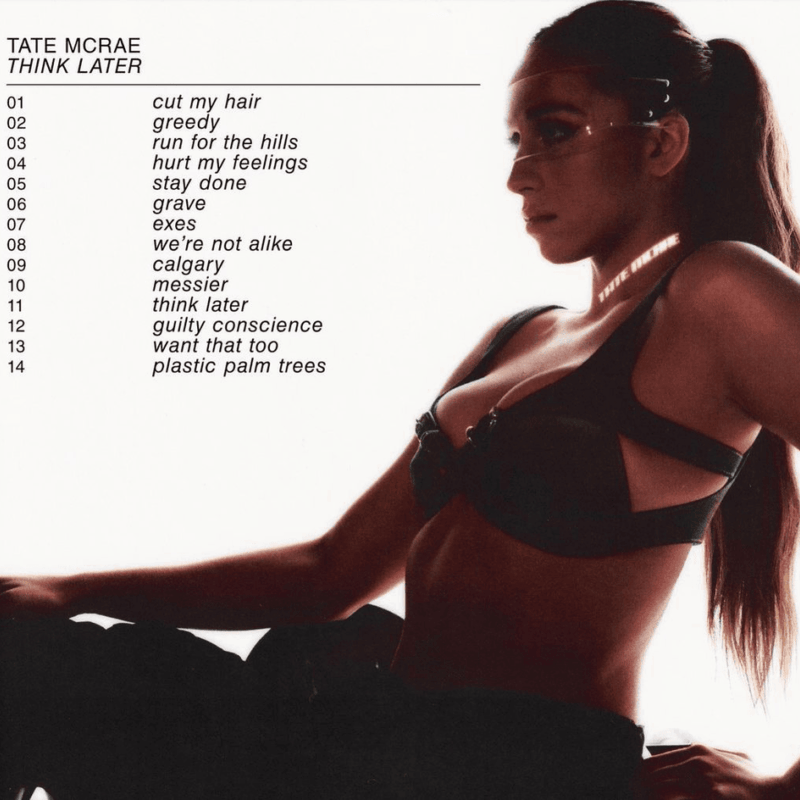 TATE MCRAE
THINK LATER
01 cut my hair
02 greedy
03 run for the hills
04 hurt my feelings
05 stay done
06 grave
07 exes
08 we're not alike
09 calgary
10 messier
11 think later
12 guilty conscience
13 want that too
14 plastic palm trees
TATE MCRAE